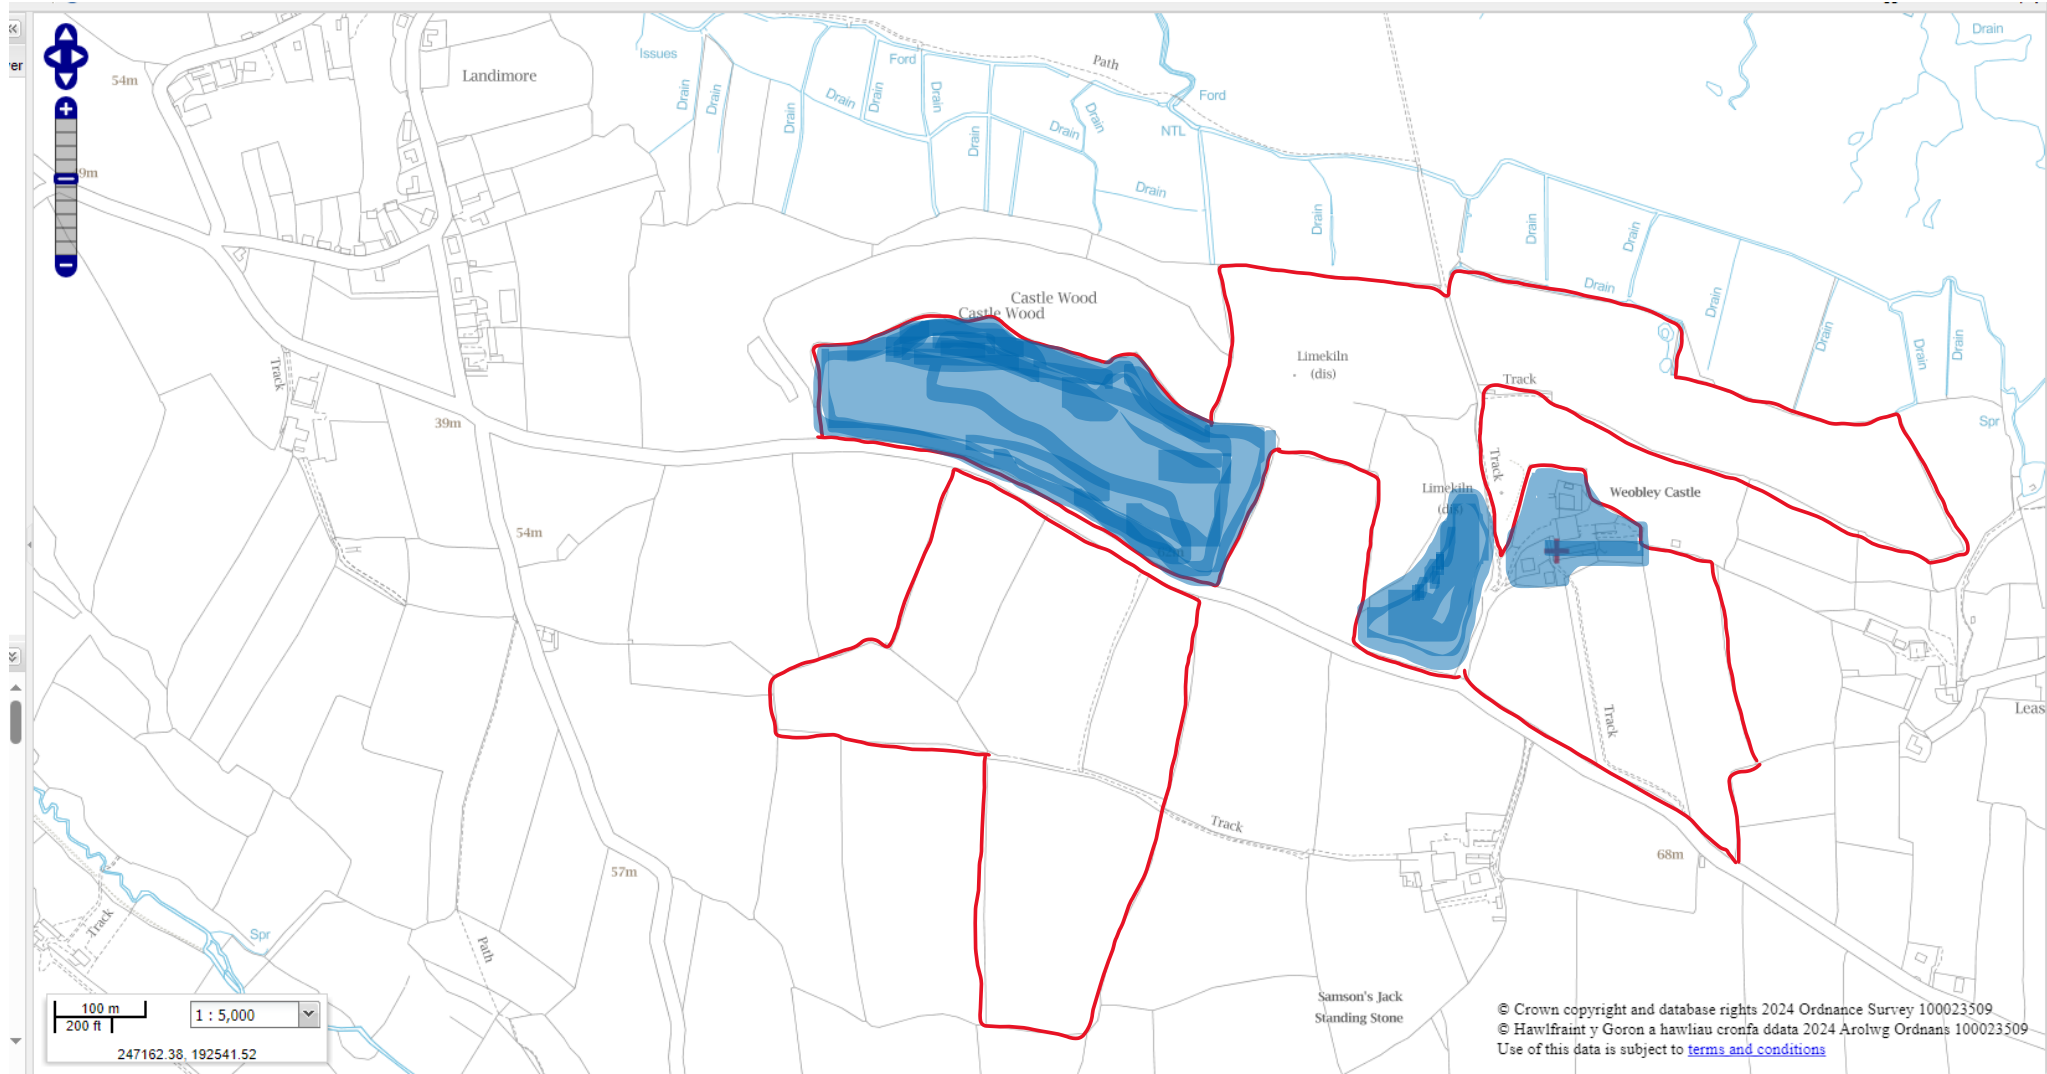 er
54m
Landimore
Issues
Ford
Path
Drain
Drain
Drain
Drain
Drain
Drain
Drain
Drain
Drain
Drain
Ford
NTL
Drain
9m
Drain
Drain
Drain
Drain
Drain
Drain
Drain
Drain
Castle Wood
Castle Wood
Limekiln
(dis)
Track
Track
39m
Spr
Track
Limekiln
Weobley Castle
54m
Leas
Track
Track
57m
68m
Track
Spr
Path
Samson's Jack
Standing Stone
100 m
200 ft
1 : 5,000
247162.38, 192541.52
© Crown copyright and database rights 2024 Ordnance Survey 100023509
© Hawlfraint y Goron a hawliau cronfa ddata 2024 Arolwg Ordnans 100023509
Use of this data is subject to terms and conditions